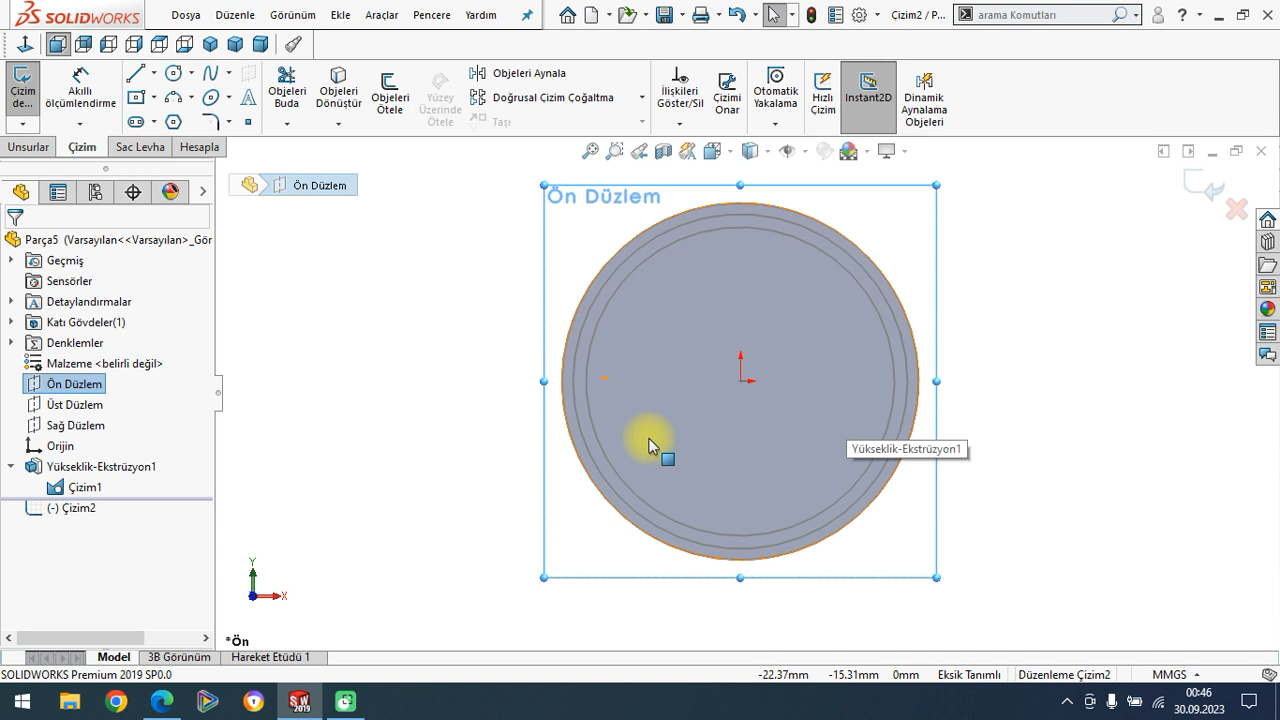 SOLIDWORKS
Dosya
Düzenle
Görünüm
Ekle
Araçlar
Pencere
Yardım
Çizim2 / P...
arama Komutları
Çizim
de...
Akıllı
ölçümlendirme
Objeleri
Buda
Objeleri
Dönüştür
Objeleri
Ötele
Yüzey
Üzerinde
Ötele
Objeleri Aynala
Doğrusal Çizim Çoğaltma
Taşı
İlişkileri
Göster/Sil
Çizimi
Onar
Otomatik
Yakalama
Hızlı
Çizim
Instant2D
Dinamik
Aynalama
Objeleri
Unsurlar
Çizim
Sac Levha
Hesapla
Ön Düzlem
Ön Düzlem
Parça5 (Varsayılan<<Varsayılan>_Gör
Geçmiş
Sensörler
Detaylandırmalar
Katı Gövdeler(1)
Denklemler
Malzeme <belirli değil>
Ön Düzlem
Üst Düzlem
Sağ Düzlem
Orijin
Yükseklik-Ekstrüzyon1
Çizim1
(-) Çizim2
Yükseklik-Ekstrüzyon1
Y
X
*Ön
Model
3B Görünüm
Hareket Etüdü 1
SOLIDWORKS Premium 2019 SP0.0
-22.37mm
-15.31mm
0mm
Eksik Tanımlı
Düzenleme Çizim2
MMGS
SW
2019
00:46
30.09.2023